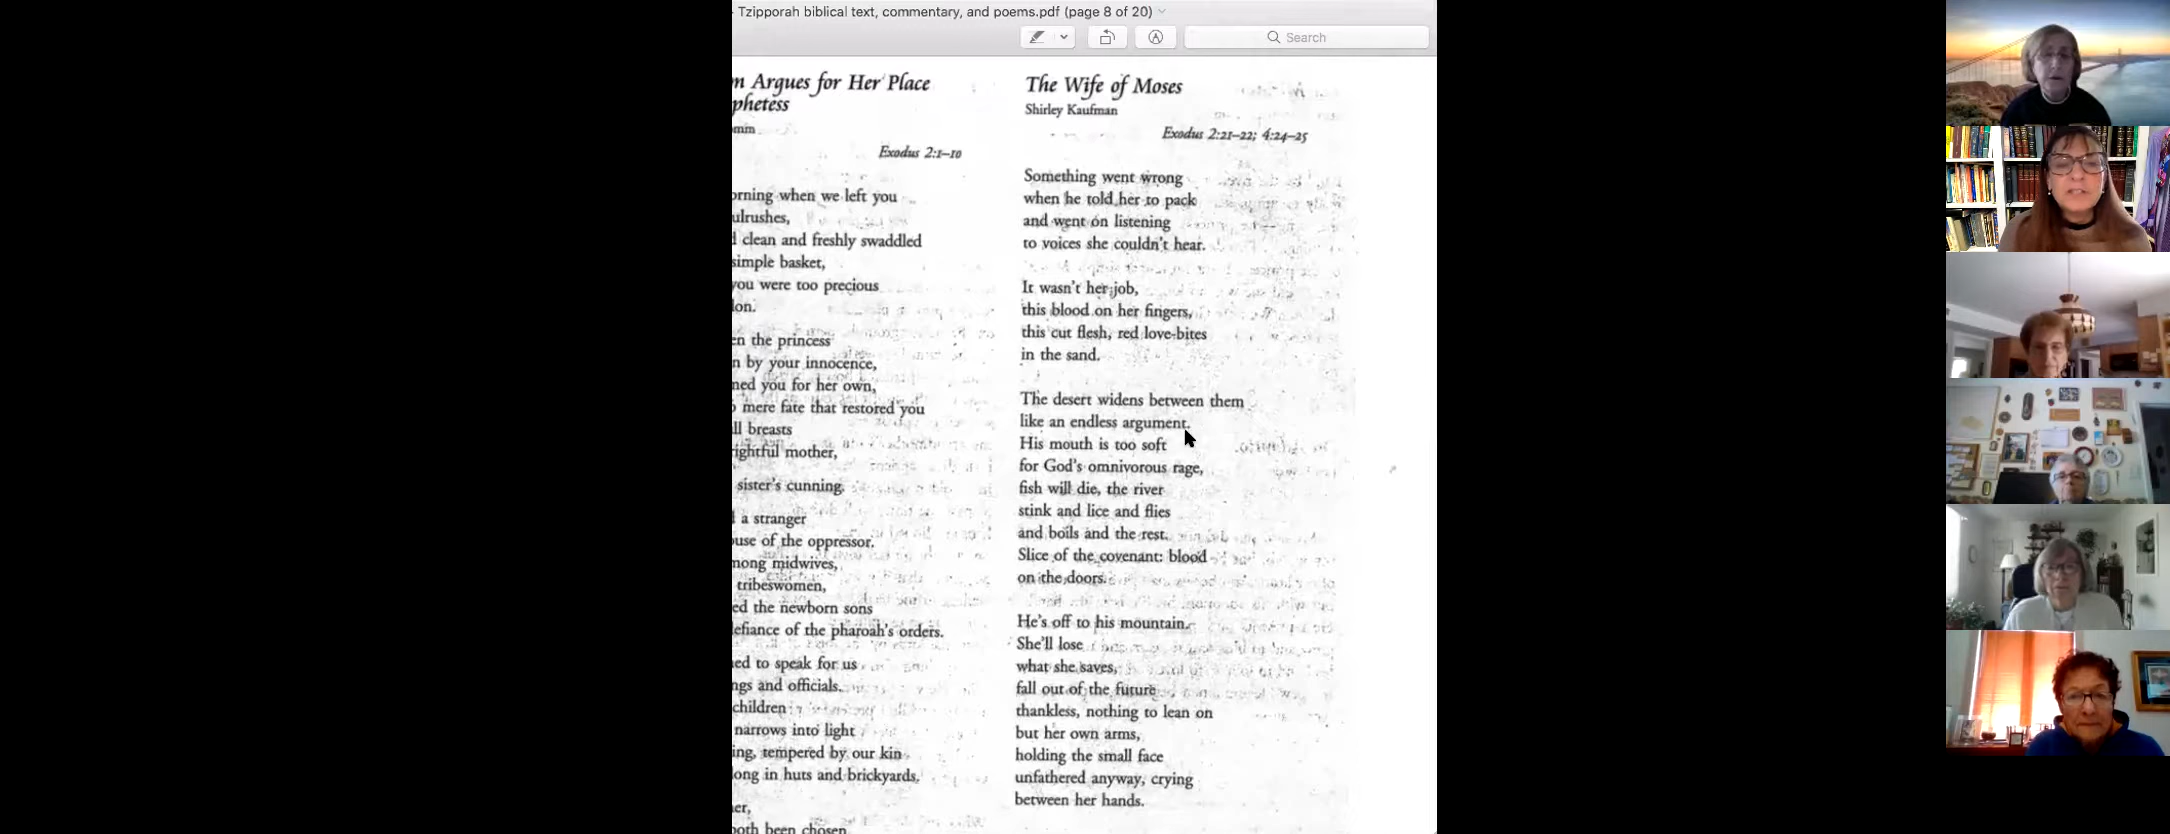 Tzipporah biblical text, commentary, and poems.pdf (page 8 of 20)
Search
n Argues for Her Place
phetess
mm
Exodus 2:1–10
orning when we left you
ulrushes,
l clean and freshly swaddled
simple basket,
you were too precious
lon.
en the princess
n by your innocence,
ned you for her own,
o mere fate that restored you
ll breasts
ightful mother,
sister's cunning.
l a stranger
ouse of the oppressor.
mong midwives,
tribeswomen,
ed the newborn sons
efiance of the pharoah's orders.
ned to speak for us
ngs and officials.
children
narrows into light
ing, tempered by our kin
long in huts and brickyards.
er,
both been chosen
The Wife of Moses
Shirley Kaufman
Exodus 2:21–22; 4:24–25
Something went wrong
when he told her to pack
and went on listening
to voices she couldn't hear.
It wasn't her job,
this blood on her fingers,
this cut flesh, red love-bites
in the sand.
The desert widens between them
like an endless argument.
His mouth is too soft
for God's omnivorous rage,
fish will die, the river
stink and lice and flies
and boils and the rest.
Slice of the covenant: blood
on the doors.
He's off to his mountain.
She'll lose
what she saves,
fall out of the future
thankless, nothing to lean on
but her own arms,
holding the small face
unfathered anyway, crying
between her hands.